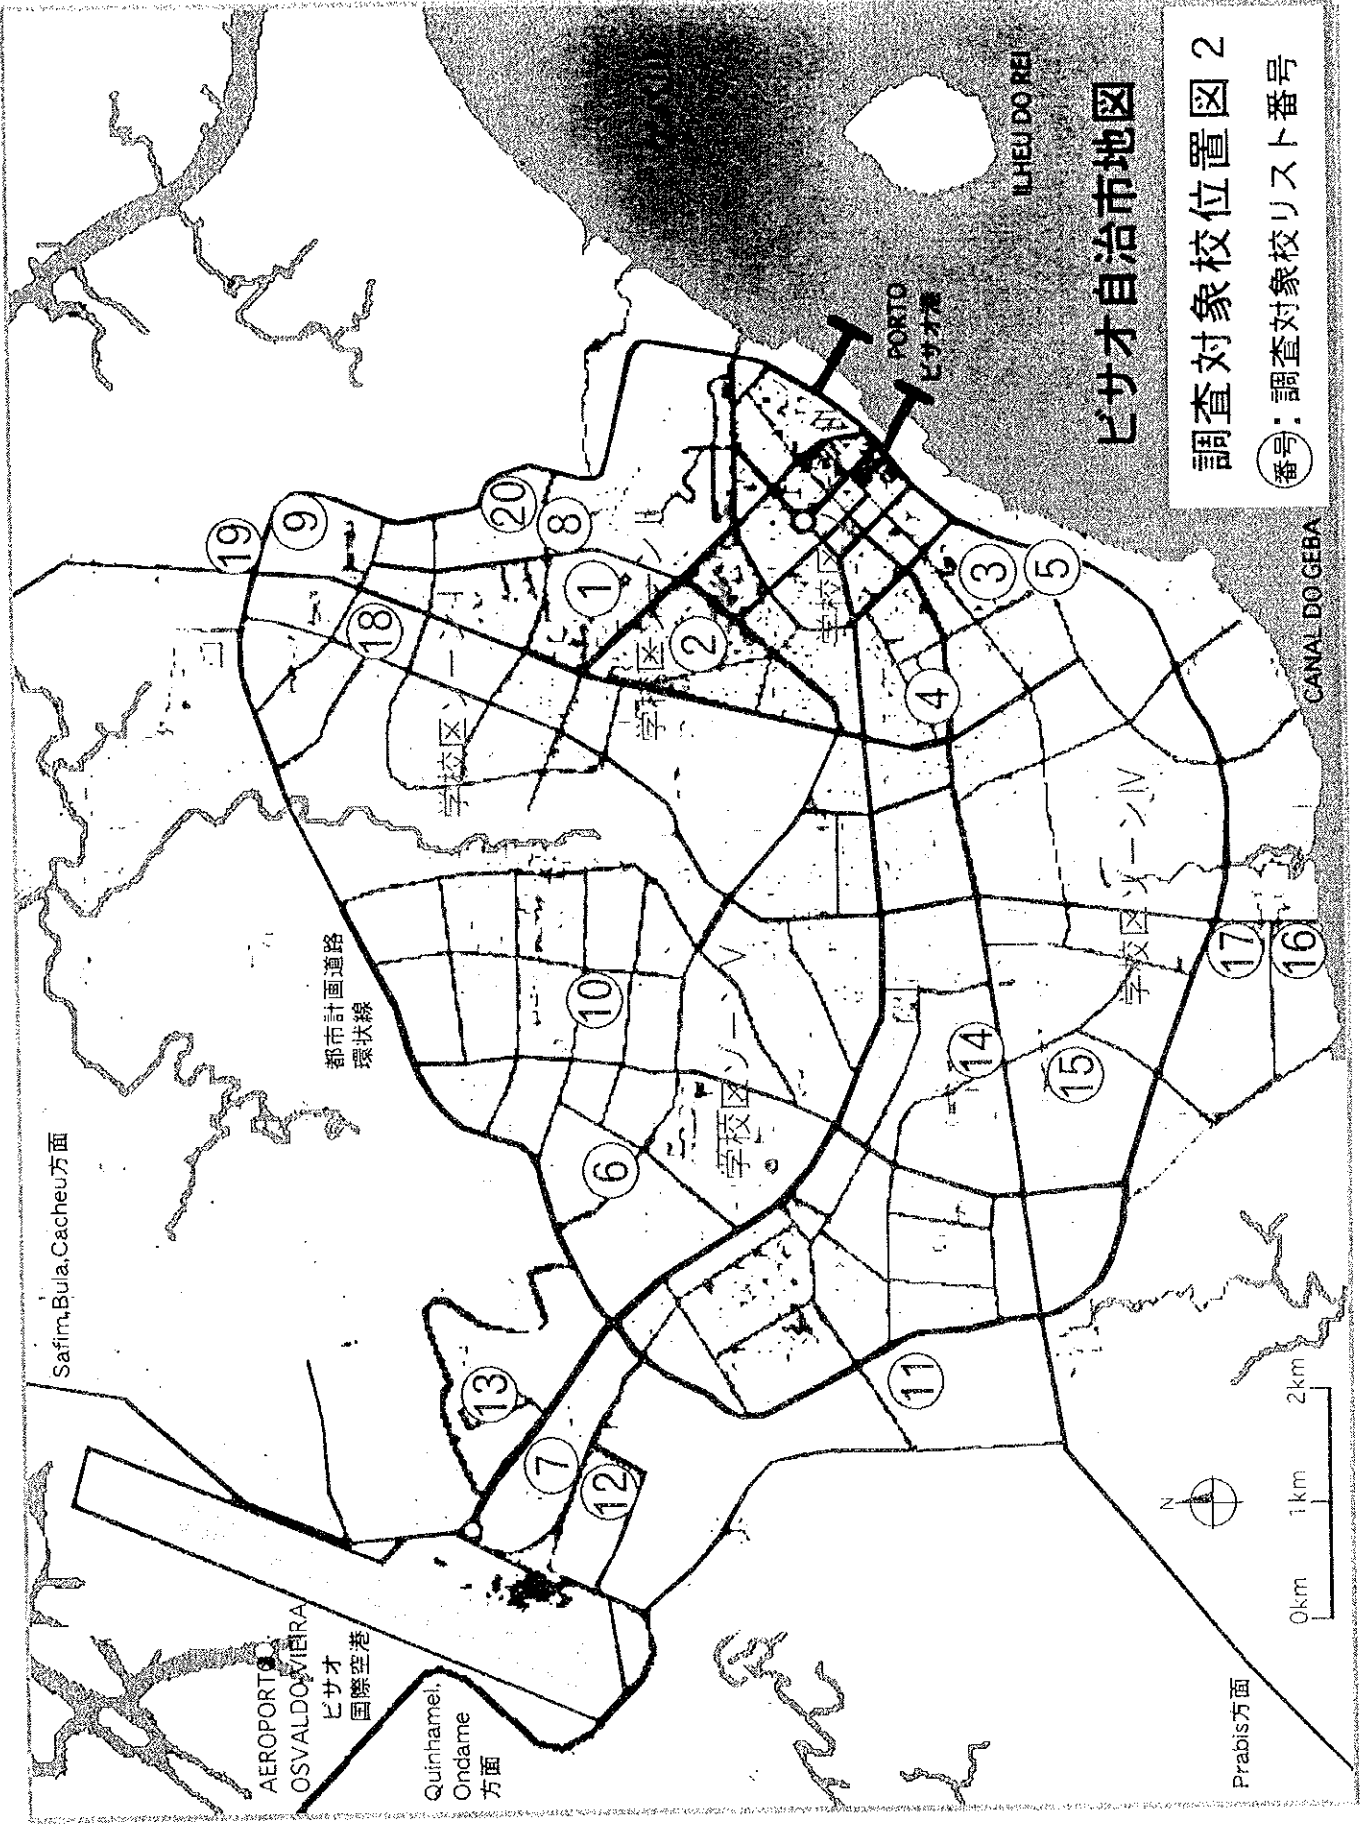 ビサオ自治市地図
調査対象校位置図 2
番号:調査対象校リスト番号
Safim,Bula,Cacheu方面
AEROPORTO
OSVALDO VIEIRA
ビサオ
国際空港
Quinhamel,
Ondame
方面
Prabis方面
都市計画道路
環状線
PORTO
ビサオ港
ILHEU DO REI
CANAL DO GEBA
学校区ゾーン
学校区ゾーン
学校区ゾーン
学校区ゾーンⅣ
学校区ゾーン Ⅴ
1
2
3
4
5
6
7
8
9
10
11
12
13
14
15
16
17
18
19
20
N
0km
1km
2km